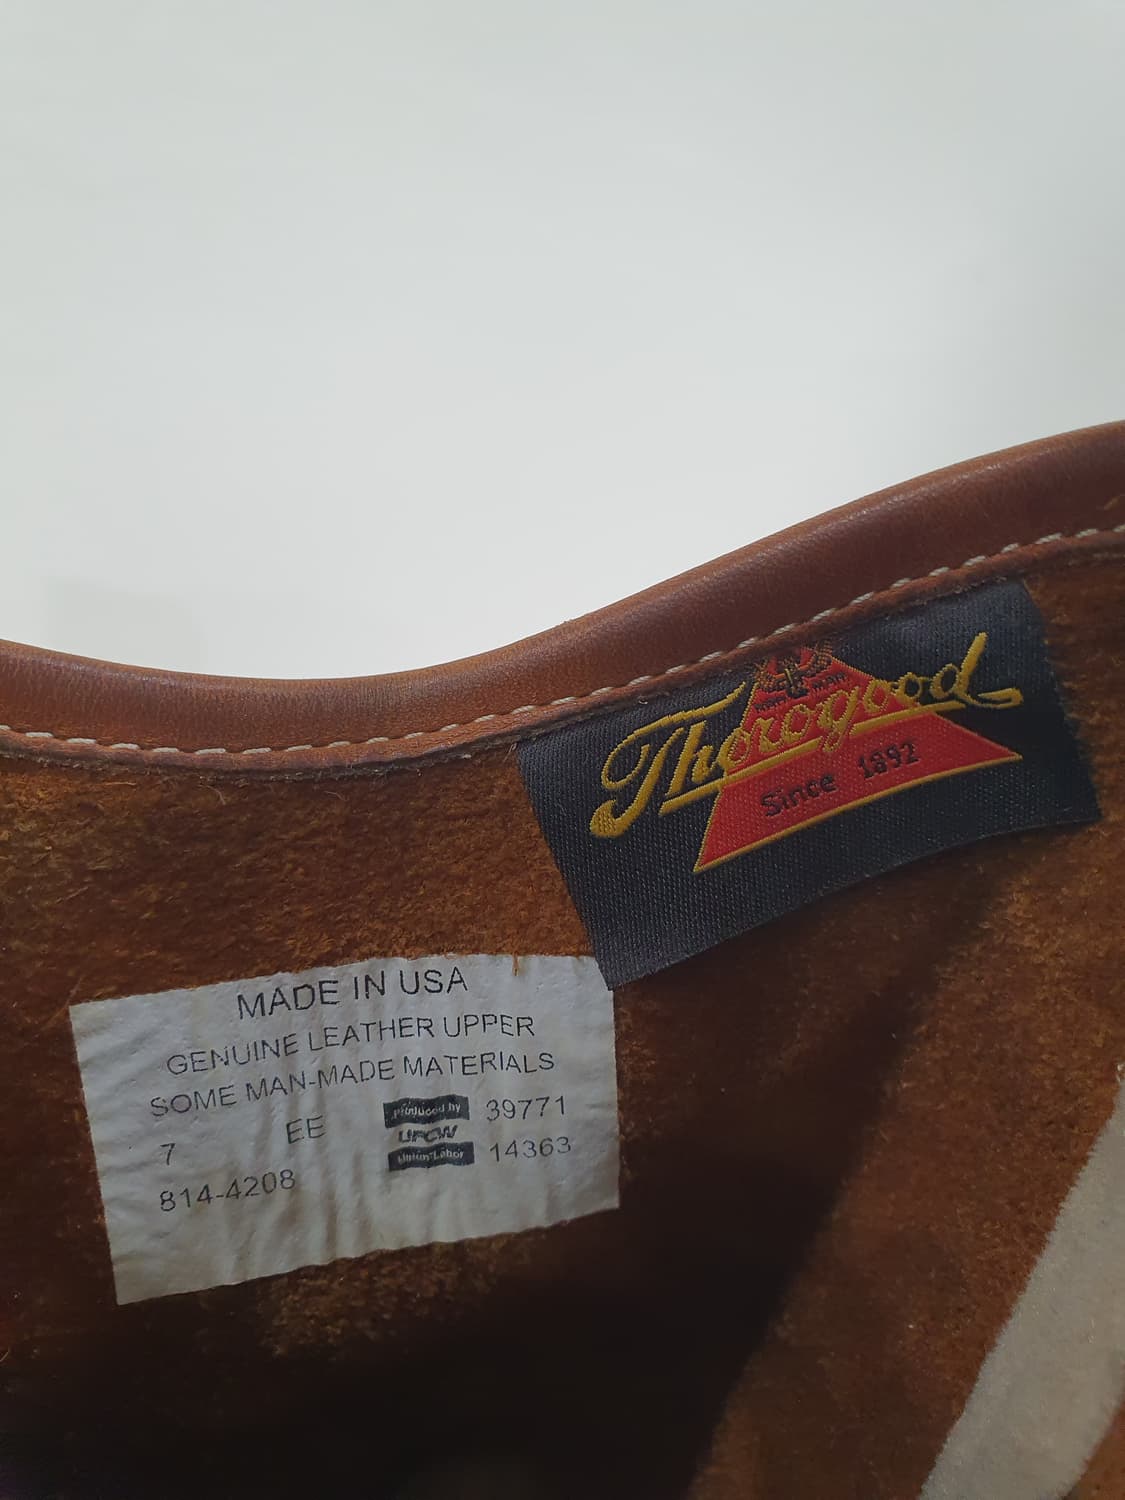 Thorogood
Since 1892
MADE IN USA
GENUINE LEATHER UPPER
SOME MAN-MADE MATERIALS
7 EE
814-4208
Produced by
UFCW
Union Labor
39771
14363